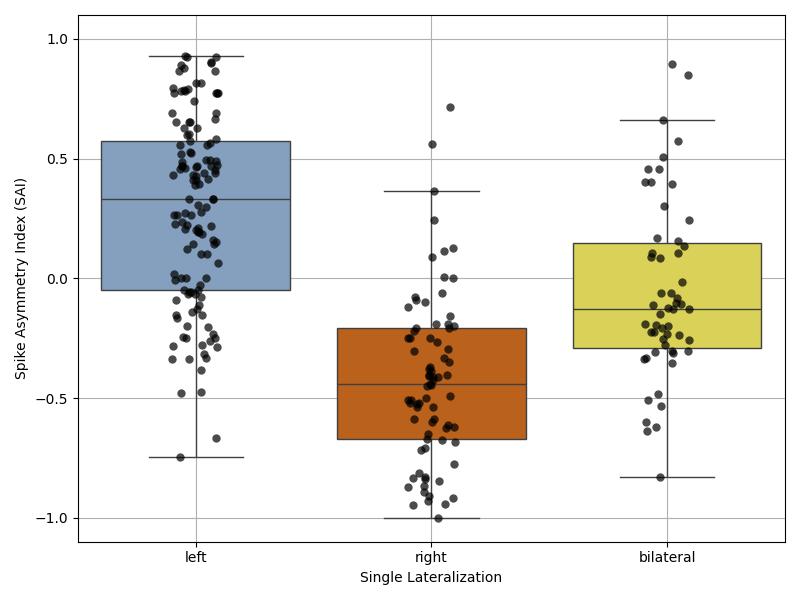 1.0
0.5
0.0
−0.5
−1.0
Spike Asymmetry Index (SAI)
left
right
bilateral
Single Lateralization